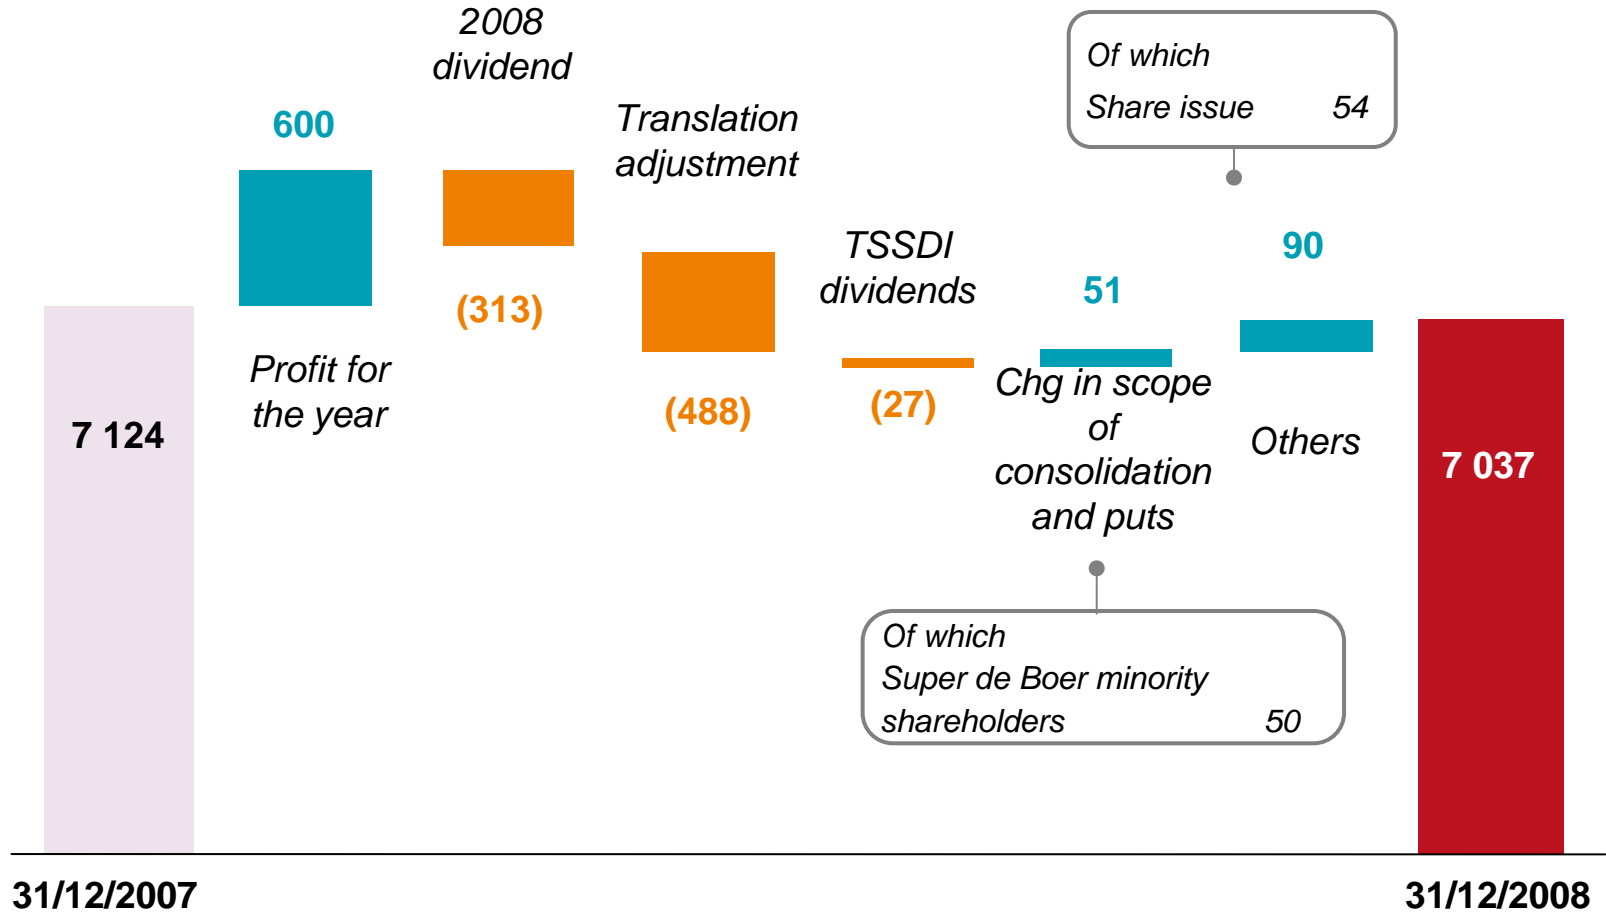 2008
dividend
600
Translation
adjustment
Of which
Share issue 54
(313)
TSSDI
dividends
51
90
Profit for
the year
(488)
(27)
Chg in scope
of
consolidation
and puts
Others
7 124
7 037
Of which
Super de Boer minority
shareholders 50
31/12/2007
31/12/2008